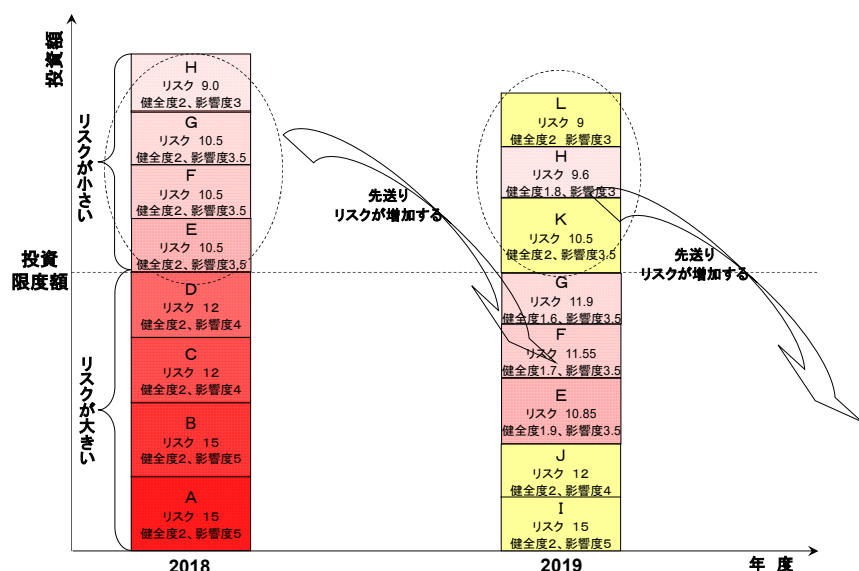 投資額
リスクが小さい
H
リスク 9.0
健全度2、影響度3
G
リスク 10.5
健全度2、影響度3.5
F
リスク 10.5
健全度2、影響度3.5
E
リスク 10.5
健全度2、影響度3.5
投資
限度額
リスクが大きい
D
リスク 12
健全度2、影響度4
C
リスク 12
健全度2、影響度4
B
リスク 15
健全度2、影響度5
A
リスク 15
健全度2、影響度5
2018
先送り
リスクが増加する
L
リスク 9
健全度2 影響度3
H
リスク 9.6
健全度1.8、影響度3
K
リスク 10.5
健全度2、影響度3.5
G
リスク 11.9
健全度1.6、影響度3.5
F
リスク 11.55
健全度1.7、影響度3.5
E
リスク 10.85
健全度1.9、影響度3.5
J
リスク 12
健全度2、影響度4
I
リスク 15
健全度2、影響度5
2019
先送り
リスクが増加する
年 度